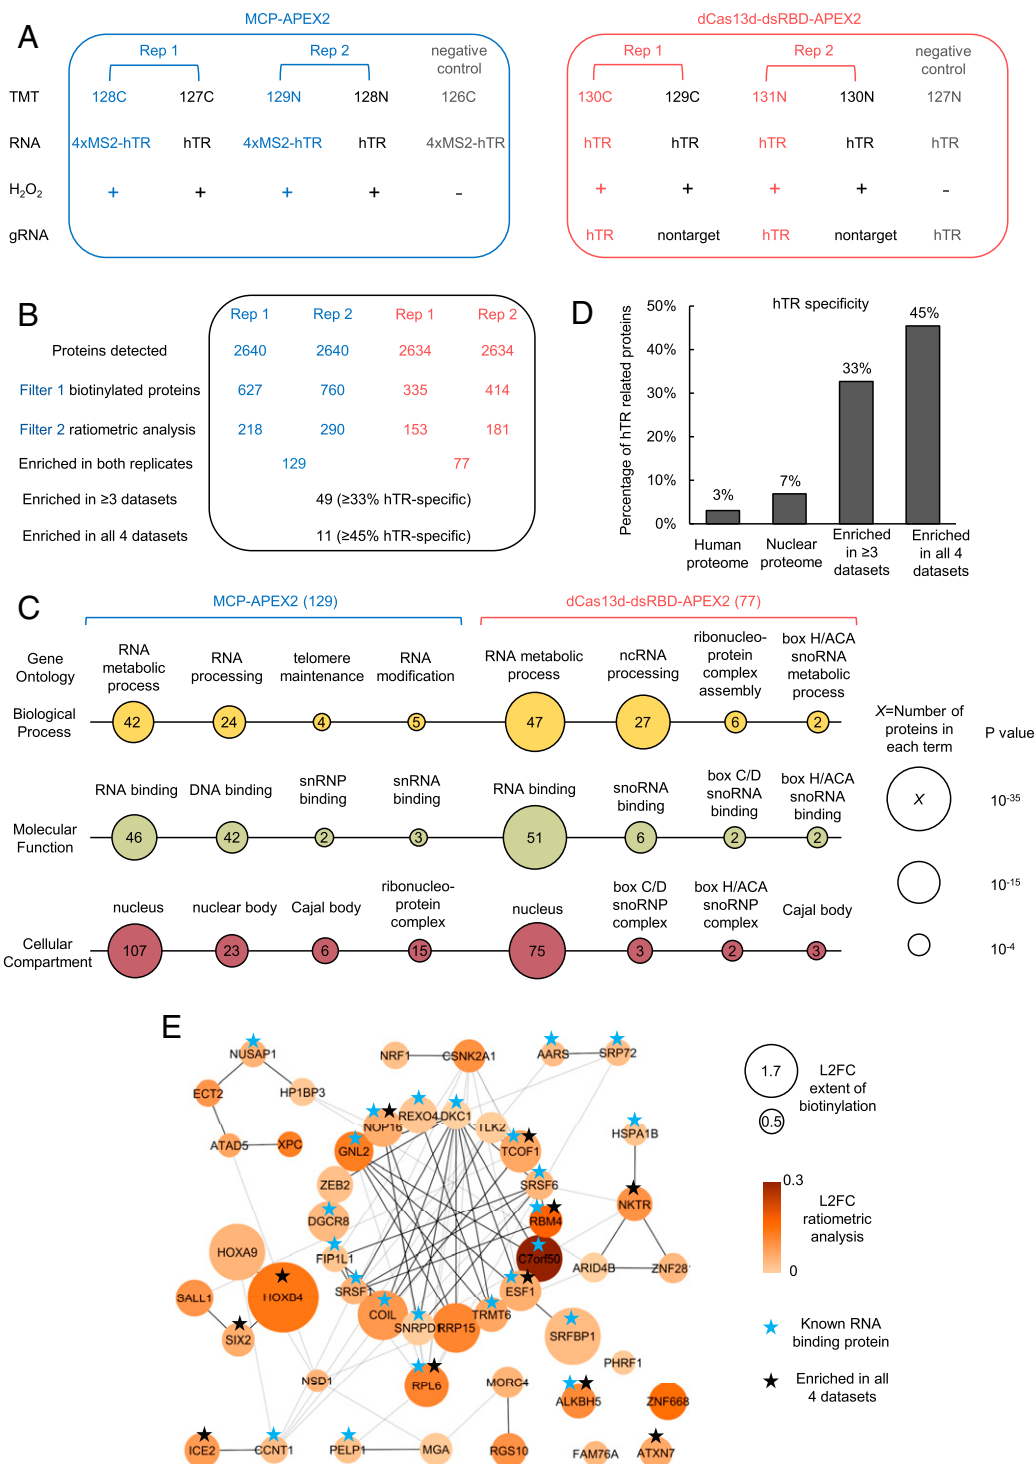 A
MCP-APEX2
dCas13d-dsRBD-APEX2
Rep 1
Rep 2
negative control
Rep 1
Rep 2
negative control
TMT 128C 127C 129N 128N 126C 130C 129C 131N 130N 127N
RNA 4xMS2-hTR hTR 4xMS2-hTR hTR 4xMS2-hTR hTR hTR hTR hTR hTR
H₂O₂ + + + + - + + + + -
gRNA hTR nontarget hTR nontarget hTR
B
Rep 1 Rep 2 Rep 1 Rep 2
Proteins detected 2640 2640 2634 2634
Filter 1 biotinylated proteins 627 760 335 414
Filter 2 ratiometric analysis 218 290 153 181
Enriched in both replicates 129 77
Enriched in ≥3 datasets 49 (≥33% hTR-specific)
Enriched in all 4 datasets 11 (≥45% hTR-specific)
D
hTR specificity
Percentage of hTR related proteins
50%
40%
30%
20%
10%
0%
3%
7%
33%
45%
Human proteome
Nuclear proteome
Enriched in ≥3 datasets
Enriched in all 4 datasets
C
MCP-APEX2 (129)
dCas13d-dsRBD-APEX2 (77)
Gene Ontology
RNA metabolic process
RNA processing
telomere maintenance
RNA modification
RNA metabolic process
ncRNA processing
ribonucleo-protein complex assembly
box H/ACA snoRNA metabolic process
Biological Process
42 24 4 5 47 27 6 2
RNA binding
DNA binding
snRNP binding
snRNA binding
RNA binding
snoRNA binding
box C/D snoRNA binding
box H/ACA snoRNA binding
Molecular Function
46 42 2 3 51 6 2 2
nucleus
nuclear body
Cajal body
ribonucleo-protein complex
nucleus
box C/D snoRNP complex
box H/ACA snoRNP complex
Cajal body
Cellular Compartment
107 23 6 15 75 3 2 3
X=Number of proteins in each term
P value
X
10⁻³⁵
10⁻¹⁵
10⁻⁴
E
NUSAP1
NRF1
CSNK2A1
AARS
SRP72
ECT2
HP1BP3
NOP16
REXO4
DKC1
TLK2
TCOF1
HSPA1B
ATAD5
XPC
GNL2
ZEB2
SRSF6
NKTR
DGCR8
RBM4
HOXA9
FIP1L1
C7orf50
ARID4B
ZNF281
SALL1
HOXB4
SRSF1
ESF1
COIL
SNRPD1
RRP15
TRMT6
SIX2
SRFBP1
NSD1
RPL6
MORC4
PHRF1
ALKBH5
ZNF668
ICE2
CCNT1
PELP1
MGA
RGS10
FAM76A
ATXN7
1.7
0.5
L2FC extent of biotinylation
0.3
0
L2FC ratiometric analysis
Known RNA binding protein
Enriched in all 4 datasets